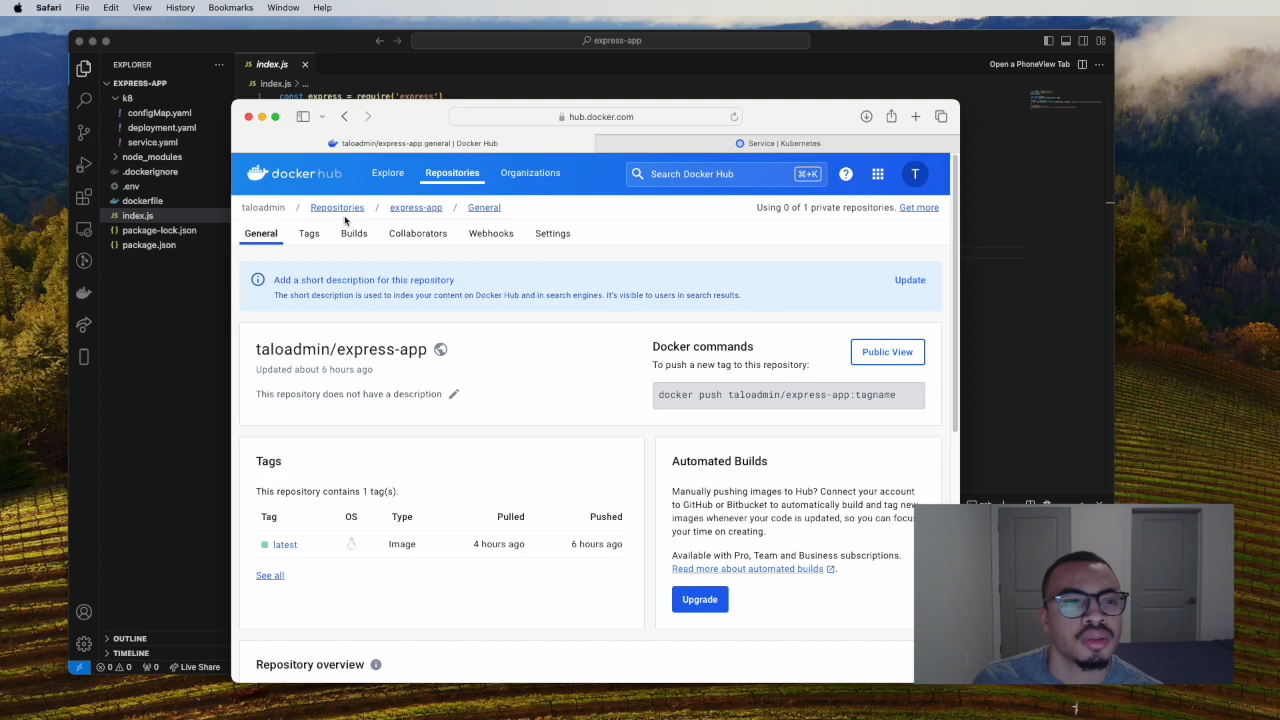 Safari File Edit View History Bookmarks Window Help
express-app
EXPLORER
index.js
Open a PhoneView Tab
EXPRESS-APP
index.js > ...
k8
1 const express = require('express')
configMap.yaml
deployment.yaml
service.yaml
node_modules
.dockerignore
.env
dockerfile
index.js
package-lock.json
package.json
OUTLINE
TIMELINE
0 0 0 Live Share
hub.docker.com
taloadmin/express-app general | Docker Hub
Service | Kubernetes
docker hub Explore Repositories Organizations Search Docker Hub ⌘+K ? T
taloadmin / Repositories / express-app / General Using 0 of 1 private repositories. Get more
General Tags Builds Collaborators Webhooks Settings
Add a short description for this repository Update
The short description is used to index your content on Docker Hub and in search engines. It's visible to users in search results.
taloadmin/express-app
Updated about 6 hours ago
This repository does not have a description
Docker commands
Public View
To push a new tag to this repository:
docker push taloadmin/express-app:tagname
Tags
This repository contains 1 tag(s).
Tag OS Type Pulled Pushed
latest Image 4 hours ago 6 hours ago
See all
Automated Builds
Manually pushing images to Hub? Connect your account
to GitHub or Bitbucket to automatically build and tag new
images whenever your code is updated, so you can focus
your time on creating.
Available with Pro, Team and Business subscriptions.
Read more about automated builds.
Upgrade
Repository overview